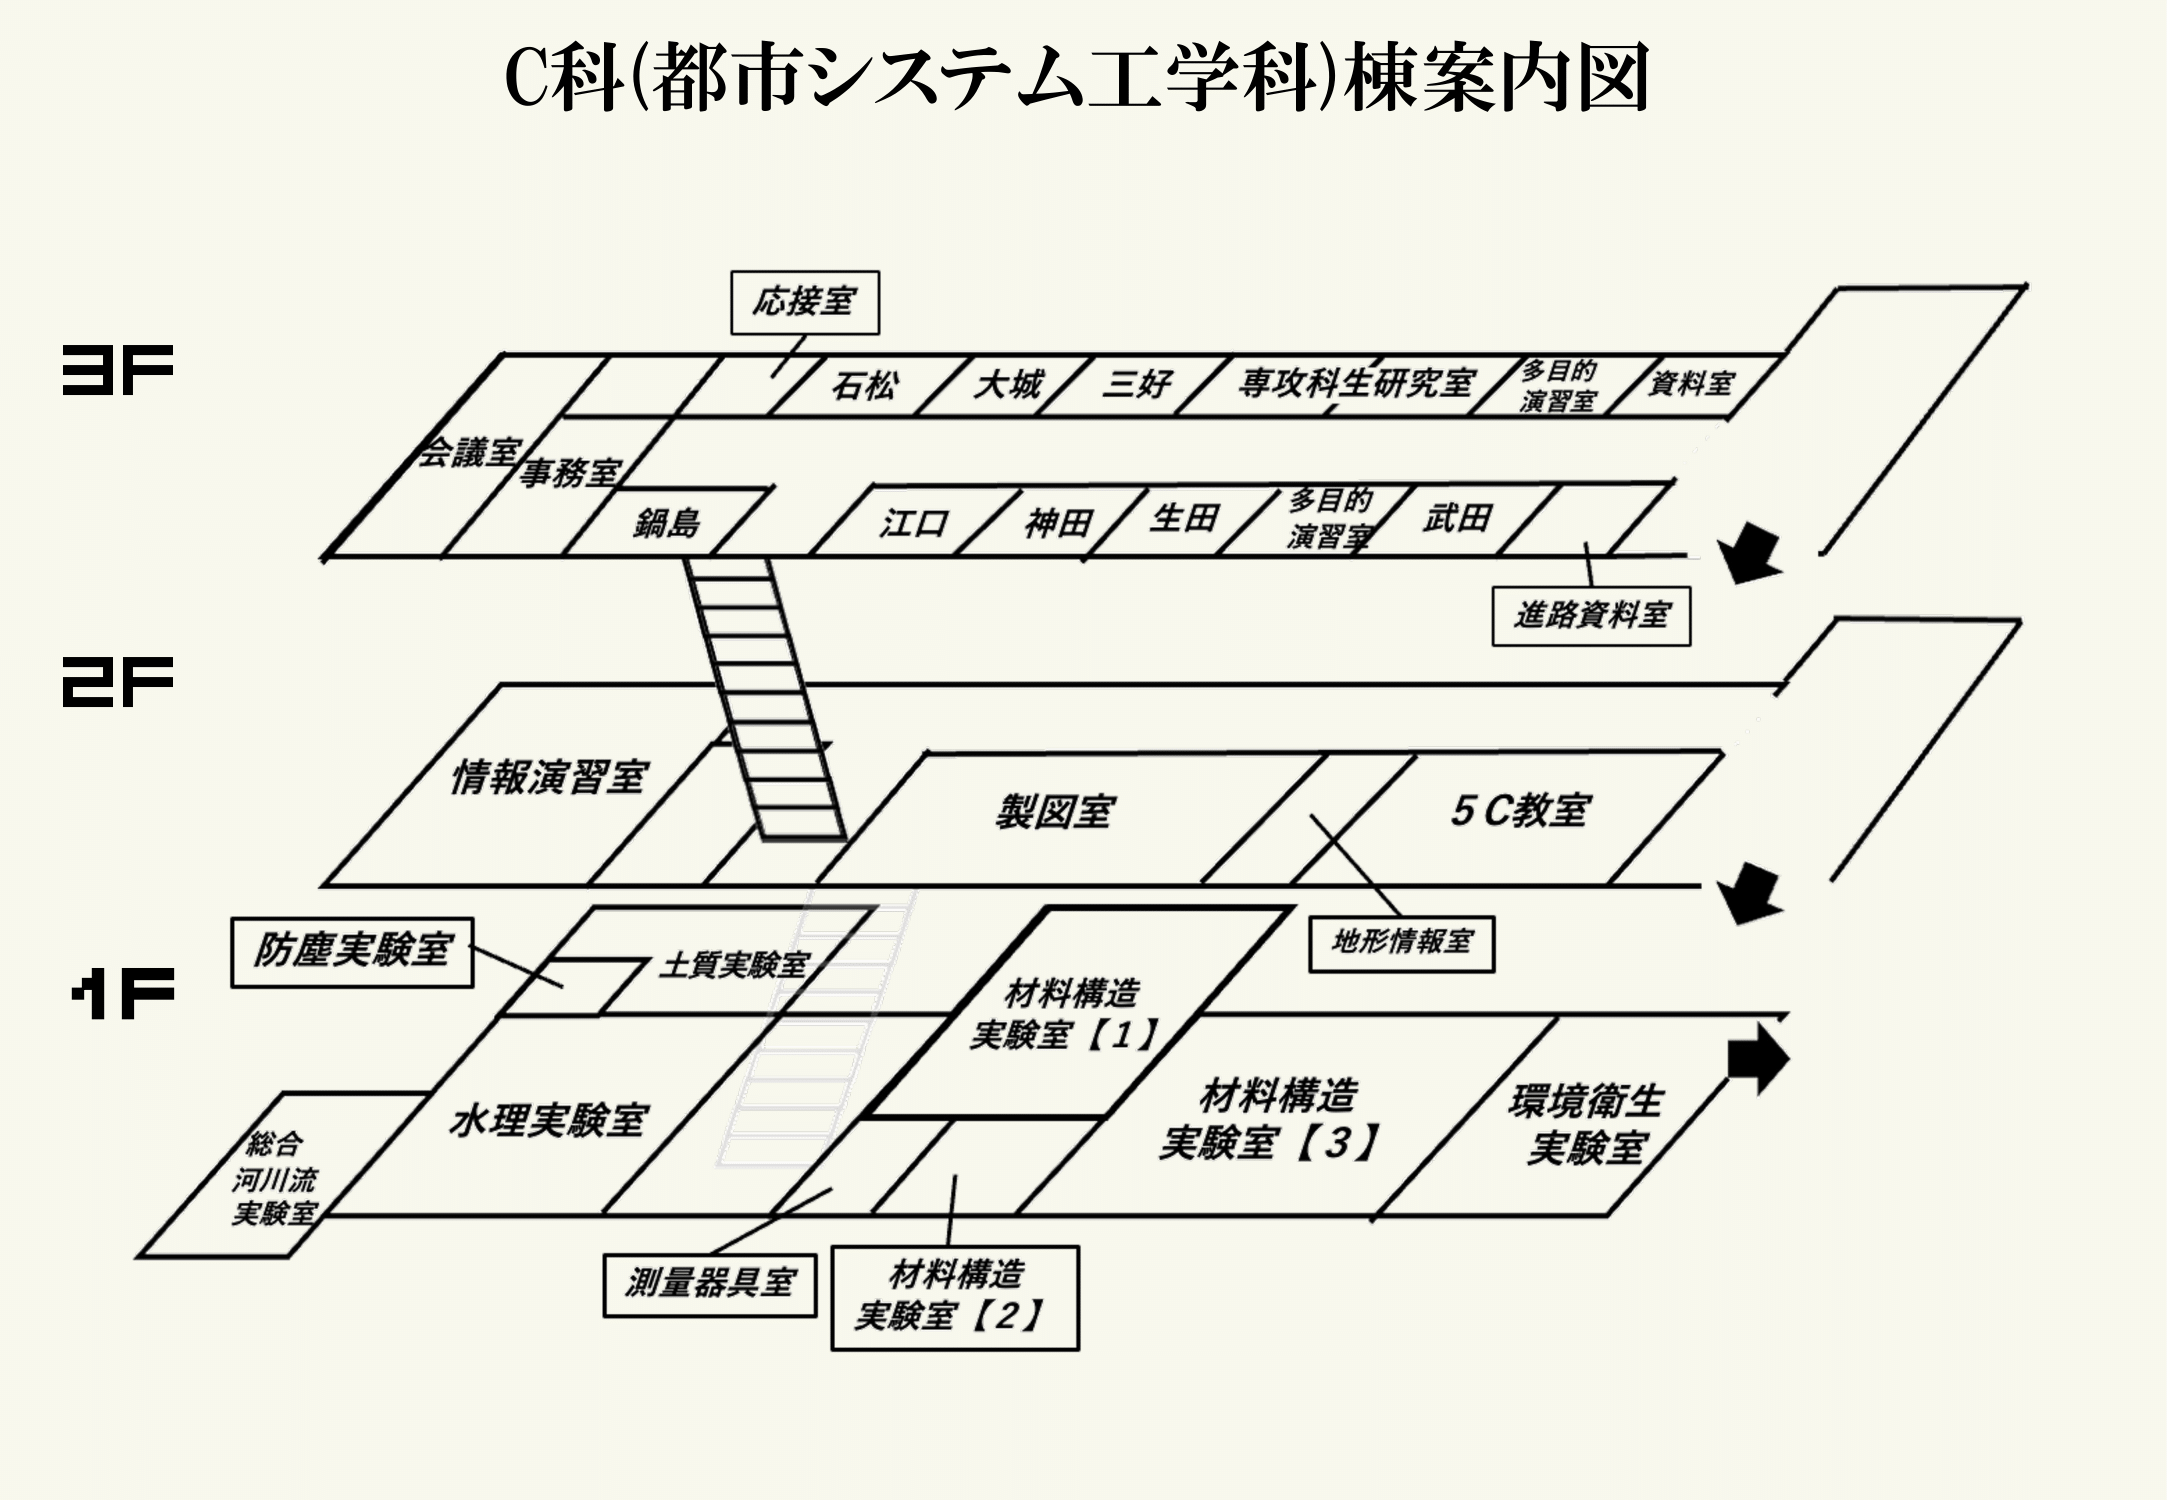 C科(都市システム工学科)棟案内図
3F
応接室
石松
大城
三好
専攻科生研究室
多目的
演習室
資料室
会議室
事務室
鍋島
江口
神田
生田
多目的
演習室
武田
進路資料室
2F
情報演習室
製図室
5C教室
地形情報室
1F
防塵実験室
土質実験室
材料構造
実験室【1】
水理実験室
材料構造
実験室【3】
環境衛生
実験室
総合
河川流
実験室
測量器具室
材料構造
実験室【2】